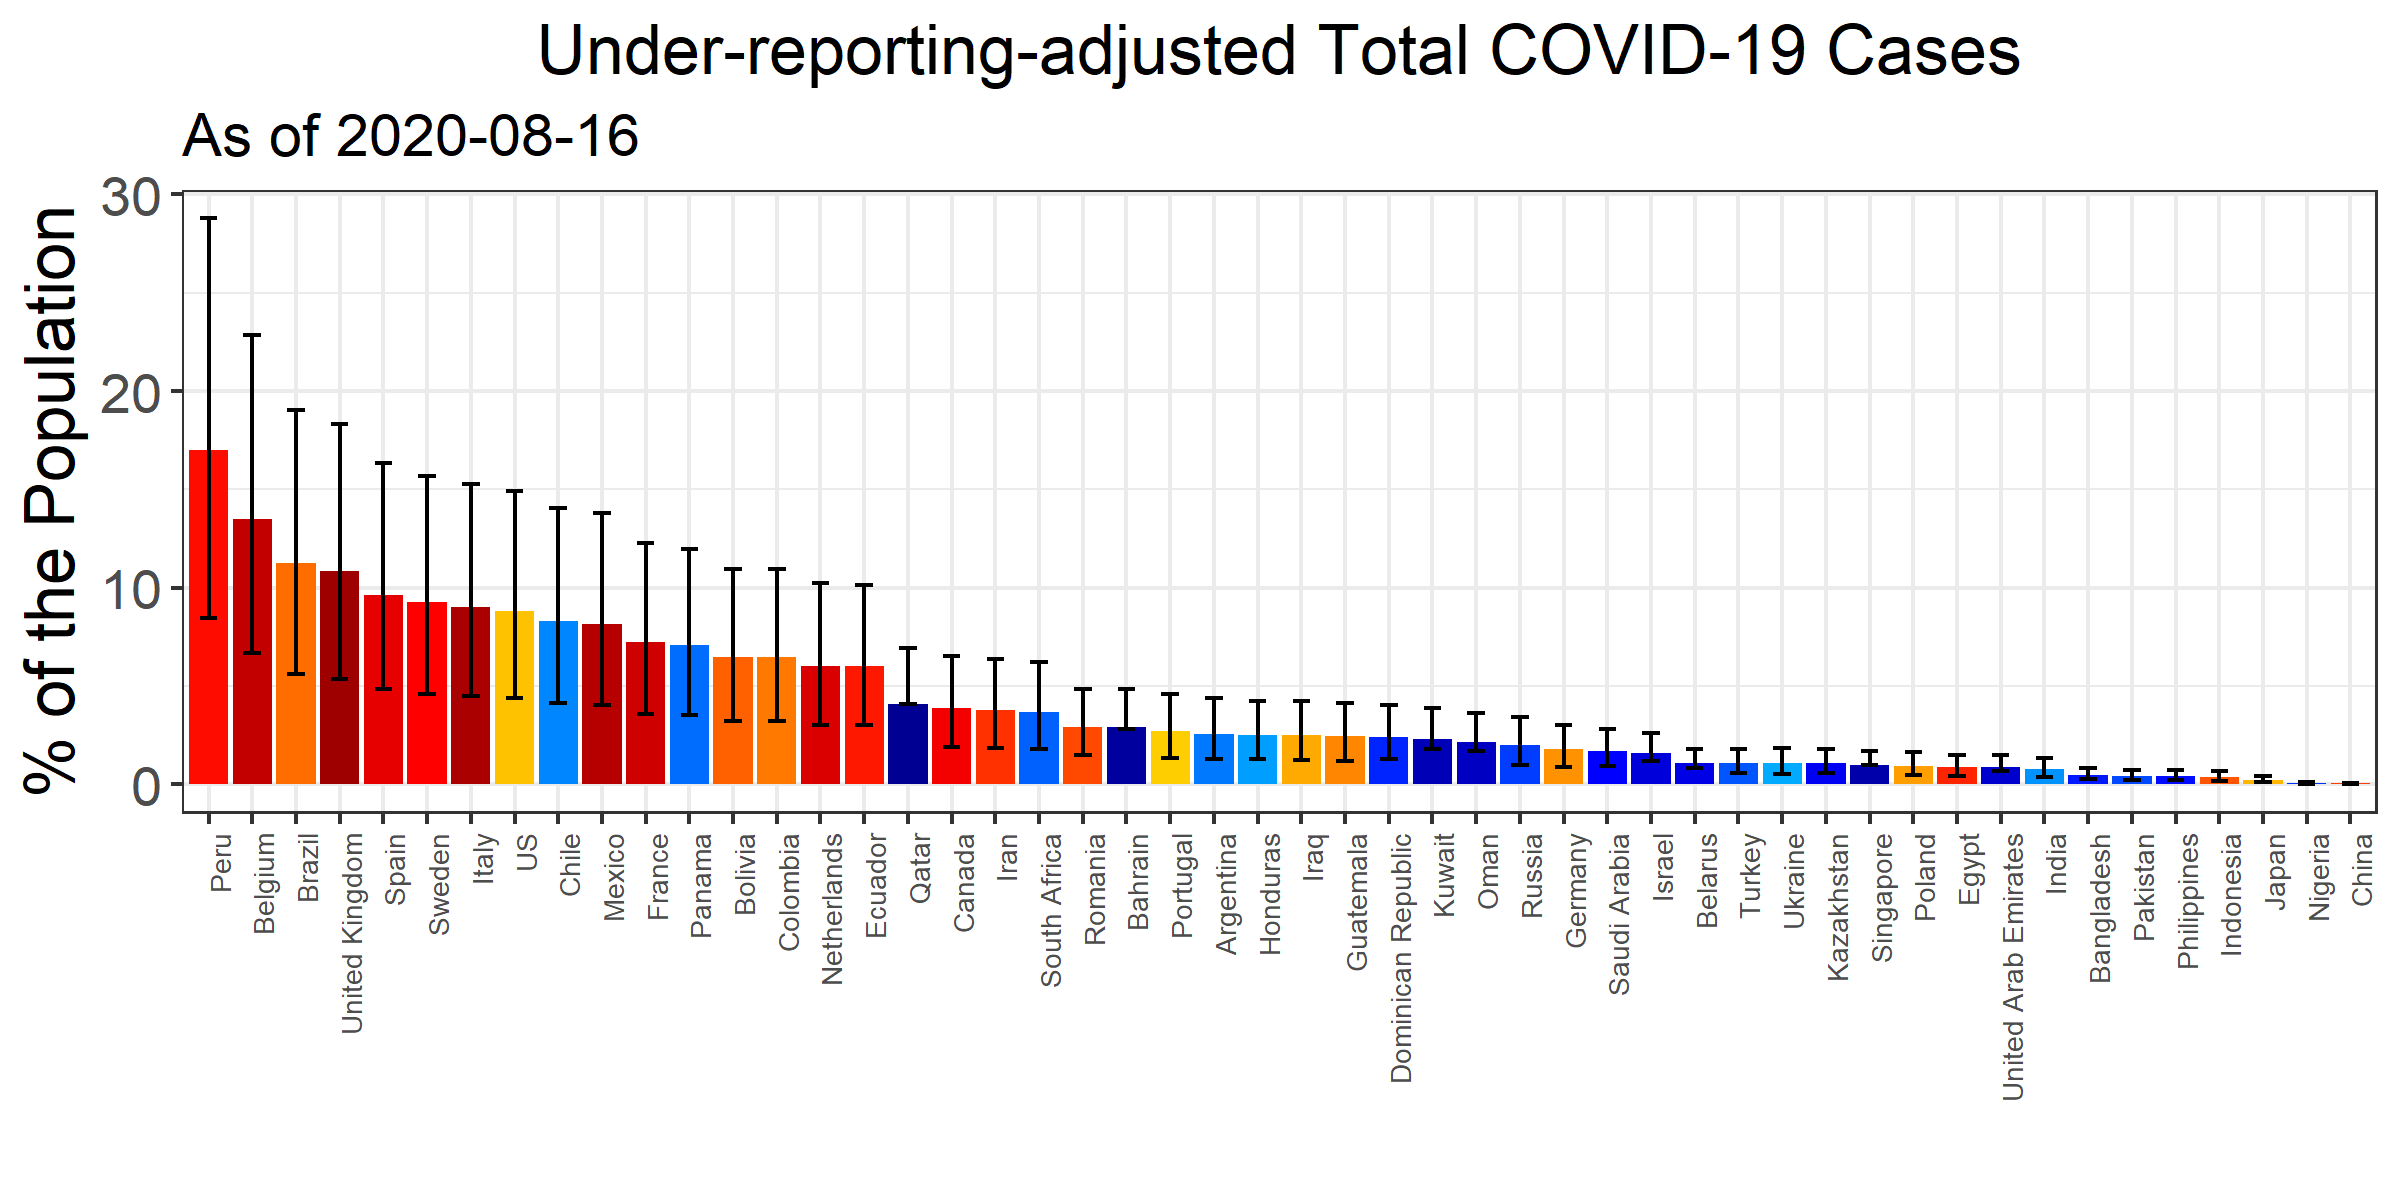 Under-reporting-adjusted Total COVID-19 Cases
As of 2020-08-16
% of the Population
30
20
10
0
Peru
Belgium
Brazil
United Kingdom
Spain
Sweden
Italy
US
Chile
Mexico
France
Panama
Bolivia
Colombia
Netherlands
Ecuador
Qatar
Canada
Iran
South Africa
Romania
Bahrain
Portugal
Argentina
Honduras
Iraq
Guatemala
Dominican Republic
Kuwait
Oman
Russia
Germany
Saudi Arabia
Israel
Belarus
Turkey
Ukraine
Kazakhstan
Singapore
Poland
Egypt
United Arab Emirates
India
Bangladesh
Pakistan
Philippines
Indonesia
Japan
Nigeria
China